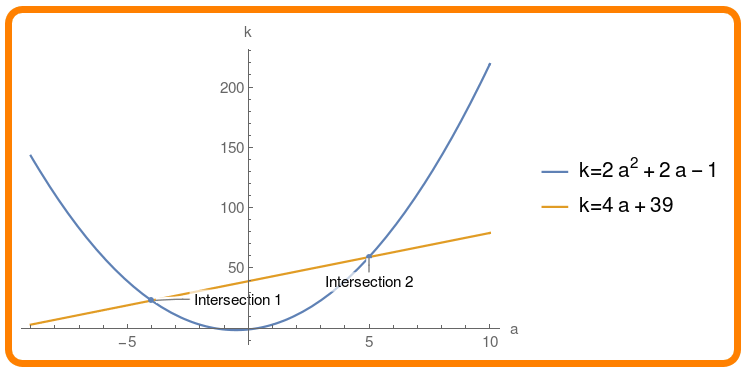 k
200
150
100
50
Intersection 1
Intersection 2
−5
5
10
a
k=2 a² + 2 a − 1
k=4 a + 39